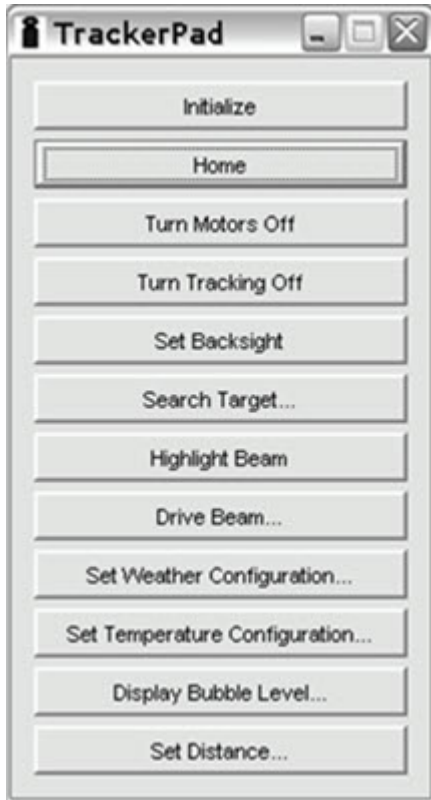 TrackerPad
Initialize
Home
Turn Motors Off
Turn Tracking Off
Set Backsight
Search Target...
Highlight Beam
Drive Beam...
Set Weather Configuration...
Set Temperature Configuration...
Display Bubble Level...
Set Distance...